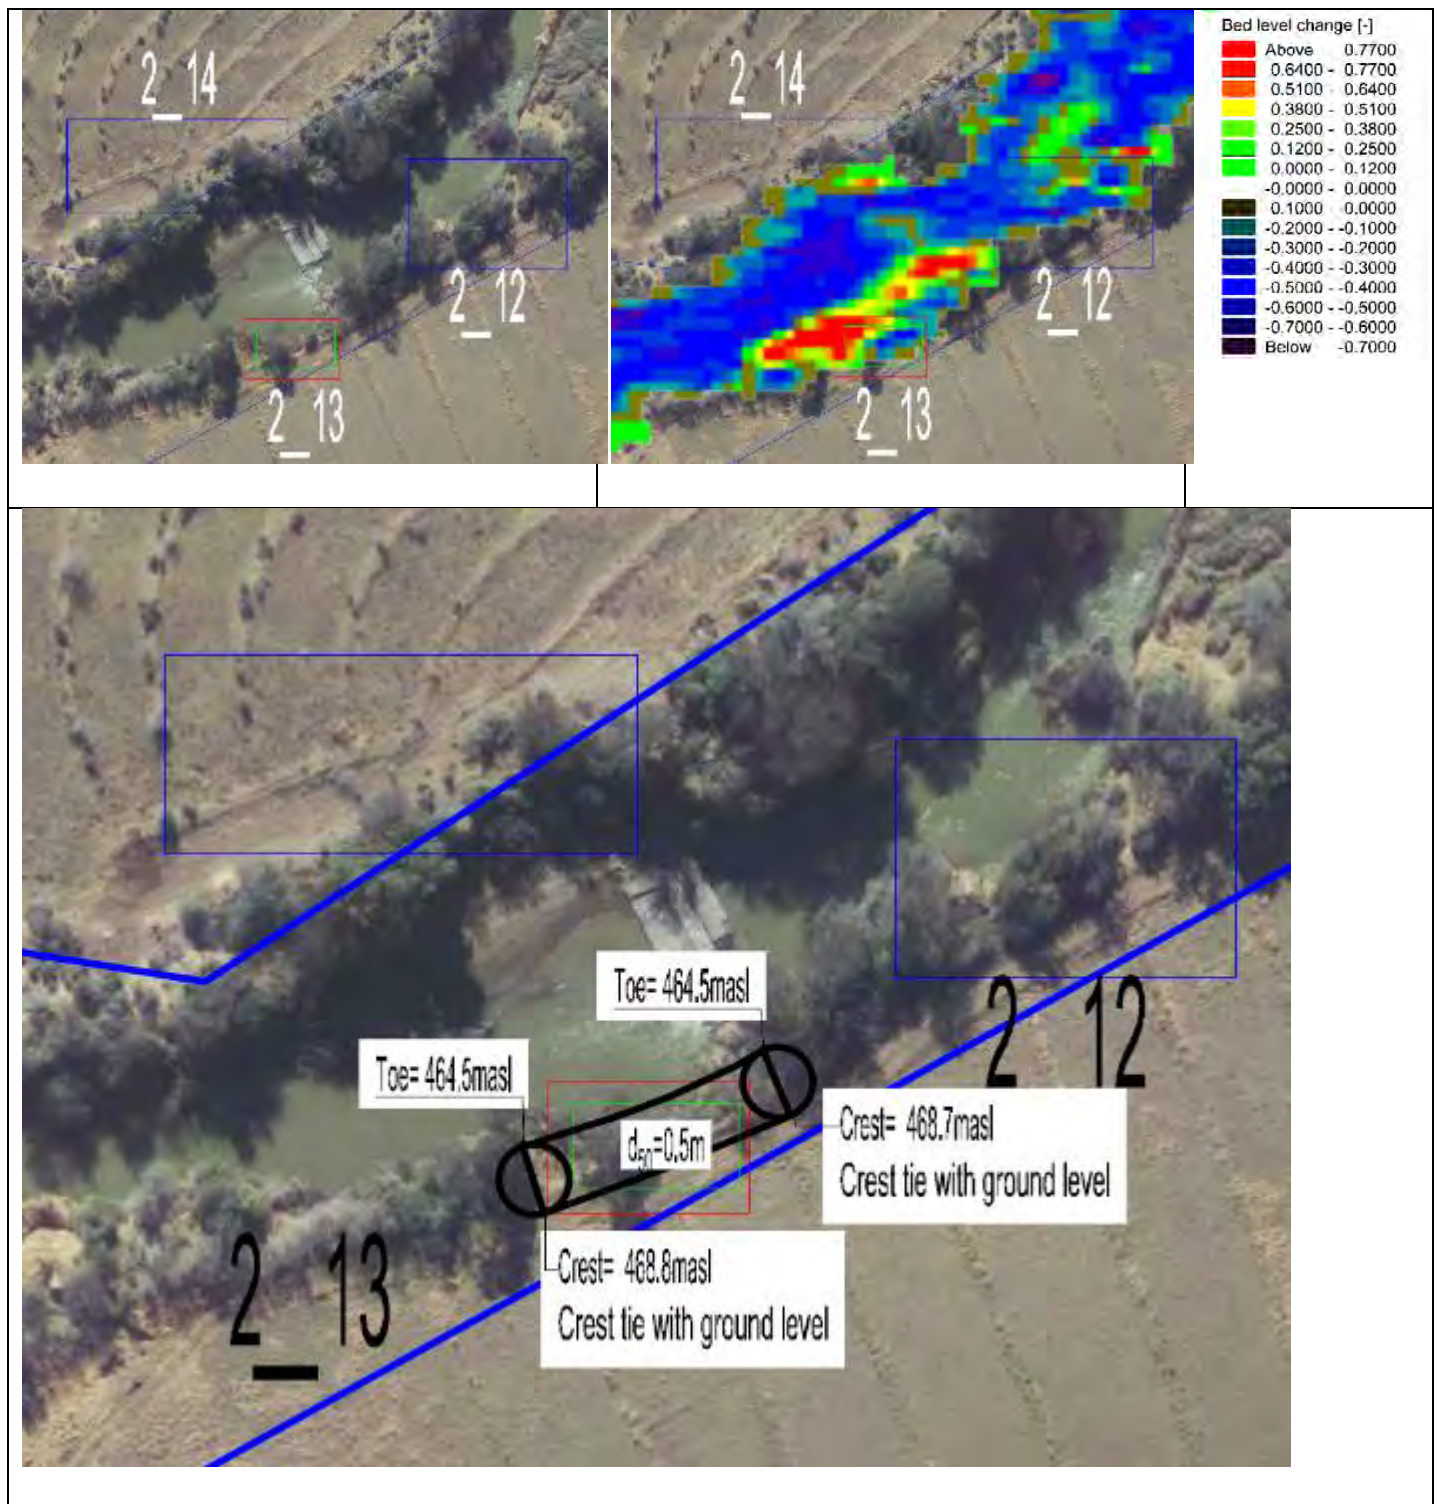 2_14
2_12
2_13
2_14
2_12
2_13
Bed level change [-]
Above 0.7700
0.6400 - 0.7700
0.5100 - 0.6400
0.3800 - 0.5100
0.2500 - 0.3800
0.1200 - 0.2500
0.0000 - 0.1200
-0.0000 - 0.0000
0.1000 - -0.0000
-0.2000 - -0.1000
-0.3000 - -0.2000
-0.4000 - -0.3000
-0.5000 - -0.4000
-0.6000 - -0.5000
-0.7000 - -0.6000
Below -0.7000
Toe= 464.5masl
Toe= 464.5masl
2_12
d50=0.5m
Crest= 468.7masl
Crest tie with ground level
2_13
Crest= 468.8masl
Crest tie with ground level